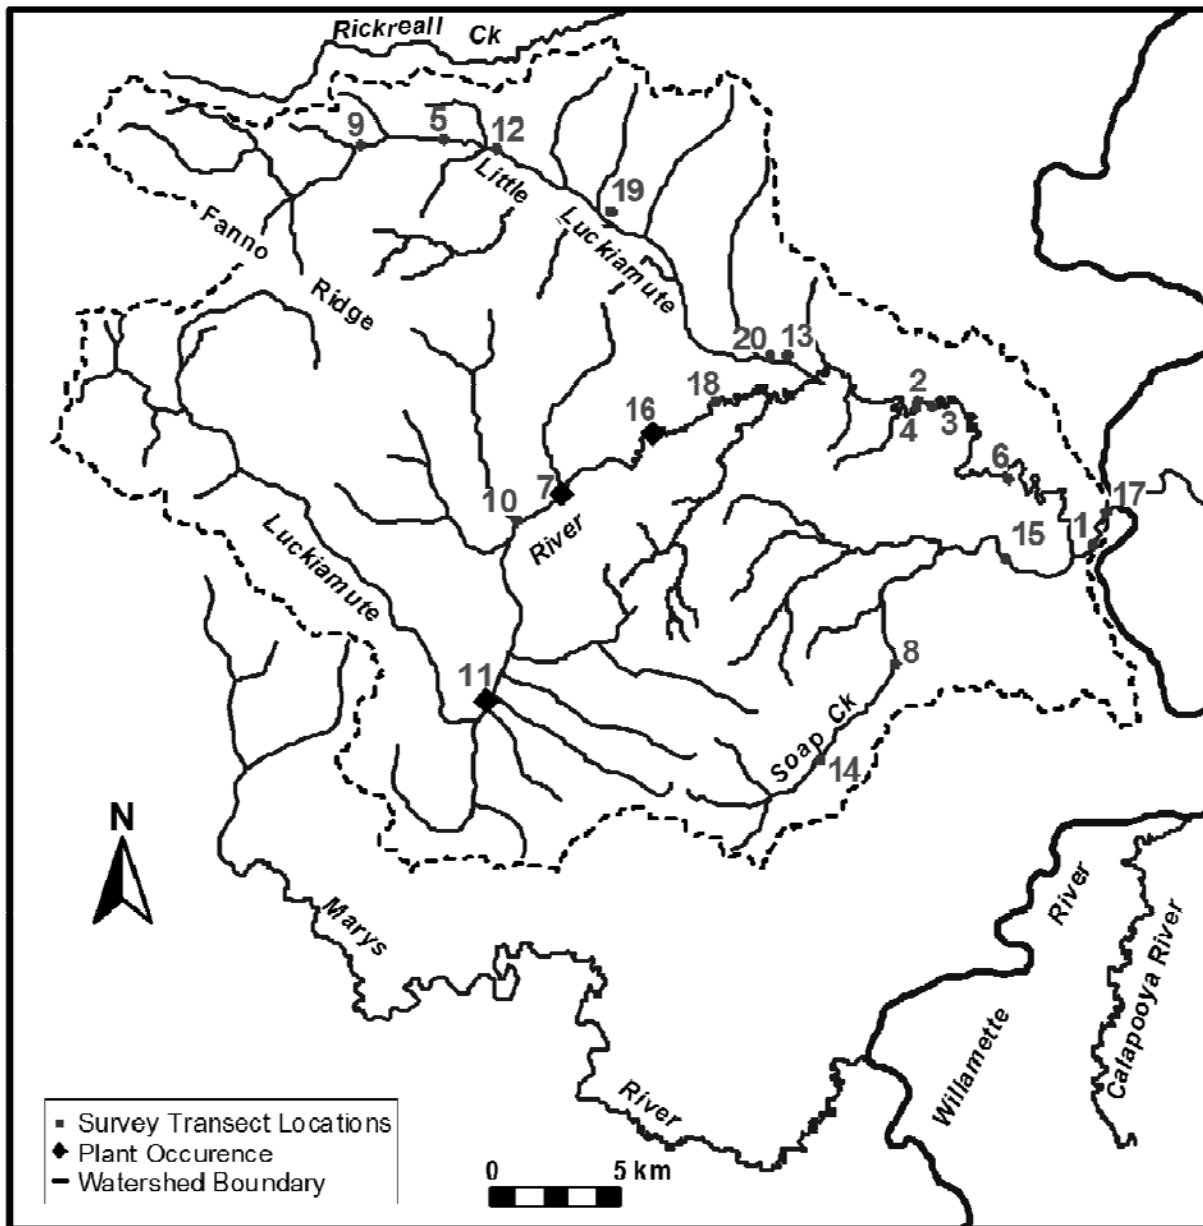 Rickreall Ck
9
5
12
Little
19
Luckiamute
Fanno
Ridge
20
13
18
2
16
4
3
6
7
10
17
River
1
15
Luckiamute
8
11
Soap Ck
14
N
River
Marys
Calapooya River
Willamette
River
Survey Transect Locations
Plant Occurence
Watershed Boundary
0 5 km